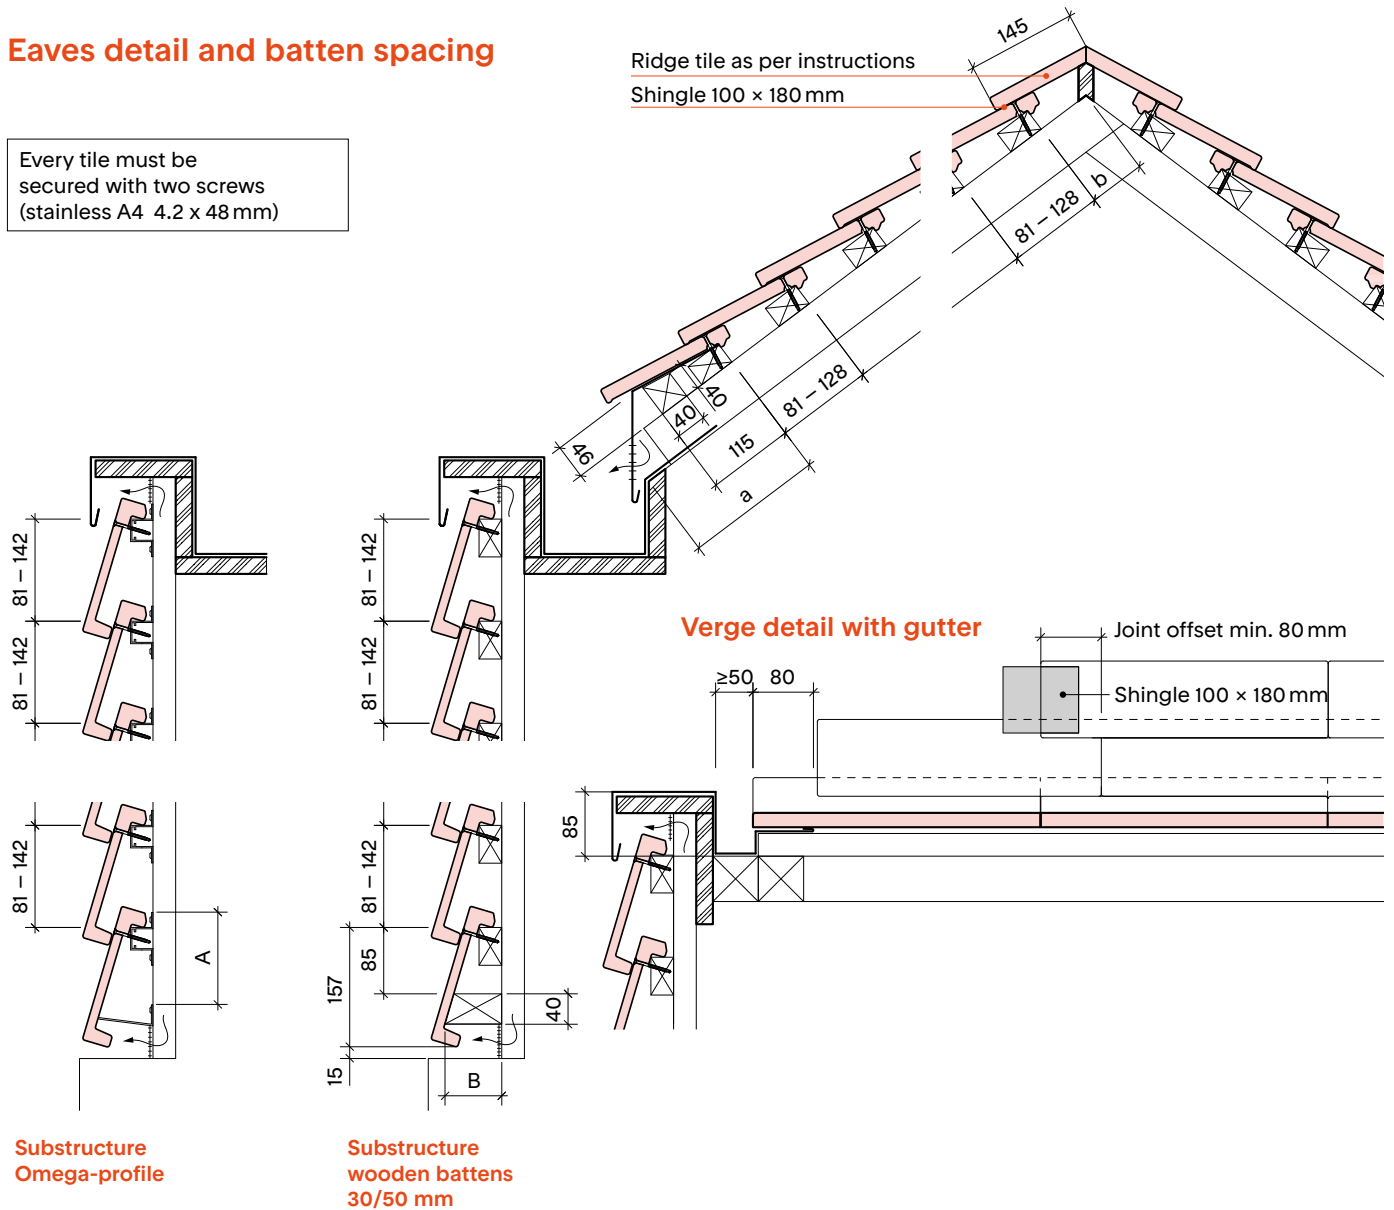 Eaves detail and batten spacing
Every tile must be
secured with two screws
(stainless A4 4.2 x 48 mm)
Ridge tile as per instructions
Shingle 100 × 180 mm
145
b
81 – 128
81 – 128
40
40
115
46
a
81 – 142
81 – 142
81 – 142
81 – 142
Verge detail with gutter
Joint offset min. 80 mm
≥50 80
Shingle 100 × 180 mm
85
81 – 142
A
81 – 142
85
157
40
15
B
Substructure
Omega-profile
Substructure
wooden battens
30/50 mm